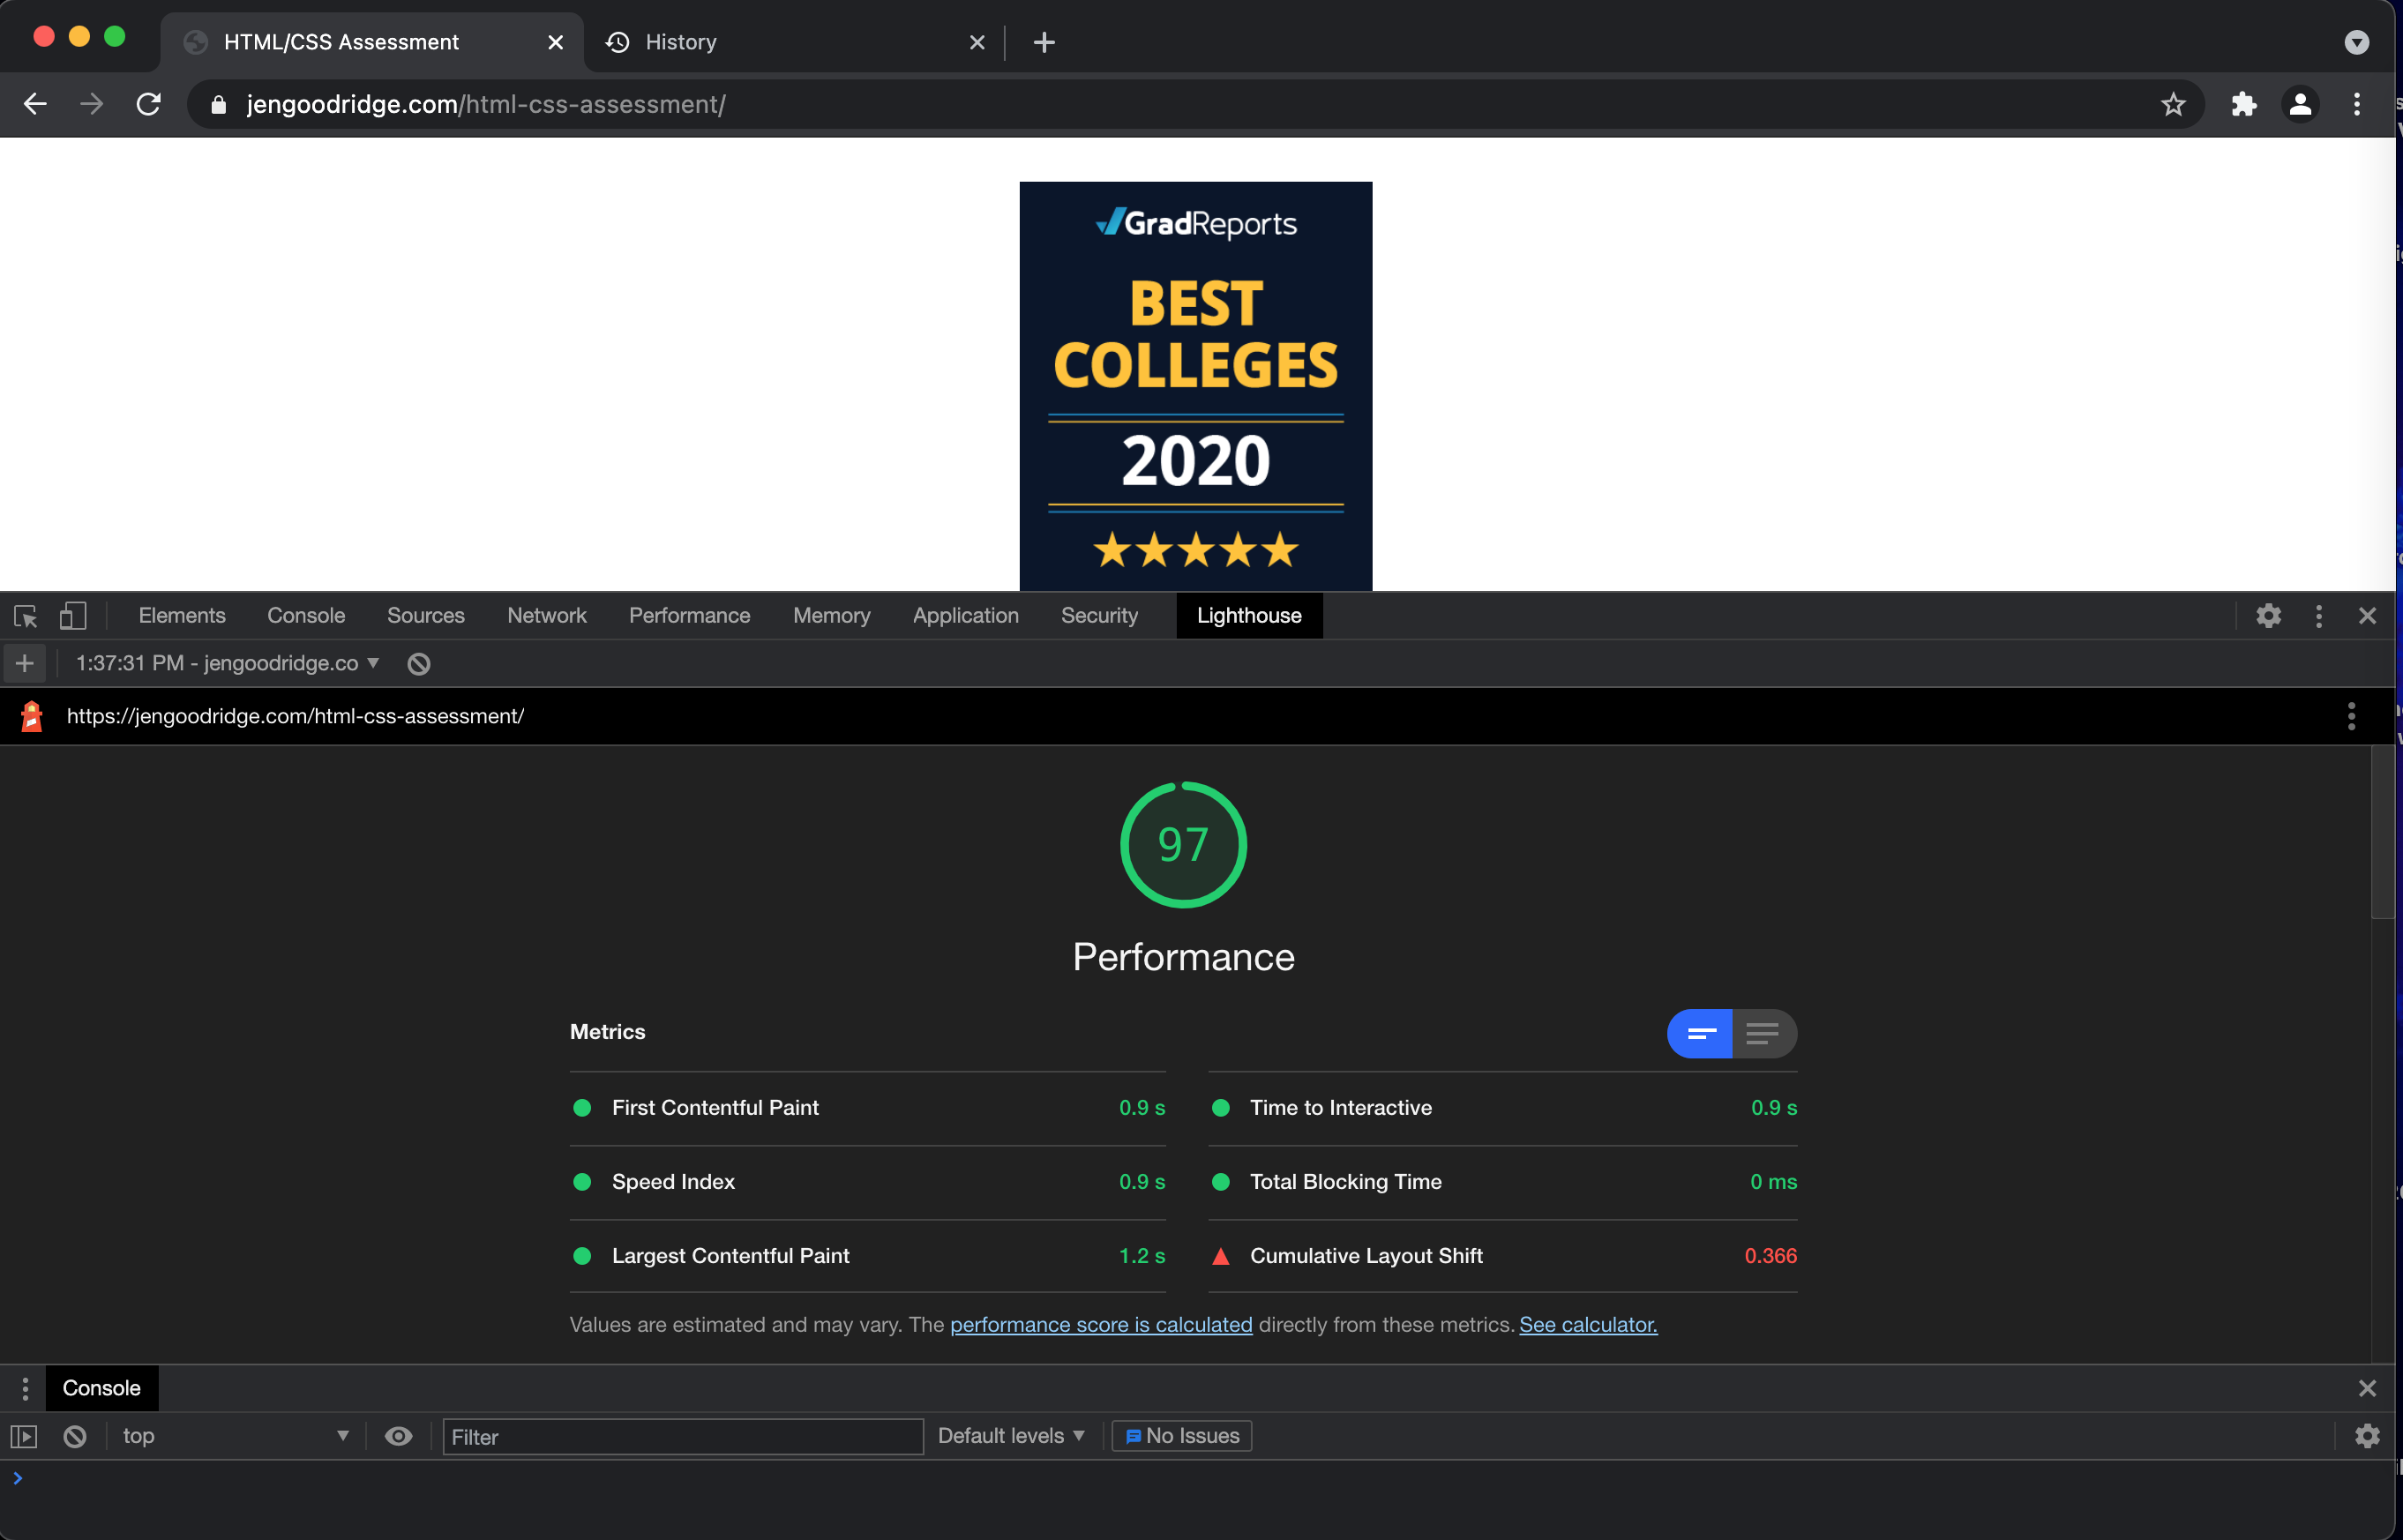 HTML/CSS Assessment
History
jengoodridge.com/html-css-assessment/
GradReports
BEST
COLLEGES
2020
Elements Console Sources Network Performance Memory Application Security Lighthouse
1:37:31 PM - jengoodridge.co
https://jengoodridge.com/html-css-assessment/
97
Performance
Metrics
First Contentful Paint 0.9 s
Time to Interactive 0.9 s
Speed Index 0.9 s
Total Blocking Time 0 ms
Largest Contentful Paint 1.2 s
Cumulative Layout Shift 0.366
Values are estimated and may vary. The performance score is calculated directly from these metrics. See calculator.
Console
top Filter Default levels No Issues